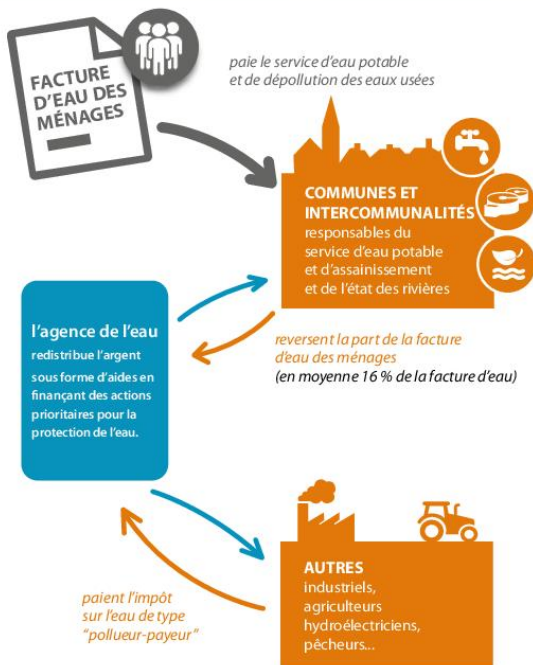 FACTURE
D'EAU DES
MÉNAGES
paie le service d'eau potable
et de dépollution des eaux usées
COMMUNES ET
INTERCOMMUNALITÉS
responsables du
service d'eau potable
et d'assainissement
et de l'état des rivières
l'agence de l'eau
redistribue l'argent
sous forme d'aides en
finançant des actions
prioritaires pour la
protection de l'eau.
reversent la part de la facture
d'eau des ménages
(en moyenne 16 % de la facture d'eau)
paient l'impôt
sur l'eau de type
"pollueur-payeur"
AUTRES
industriels,
agriculteurs
hydroélectriciens,
pêcheurs...